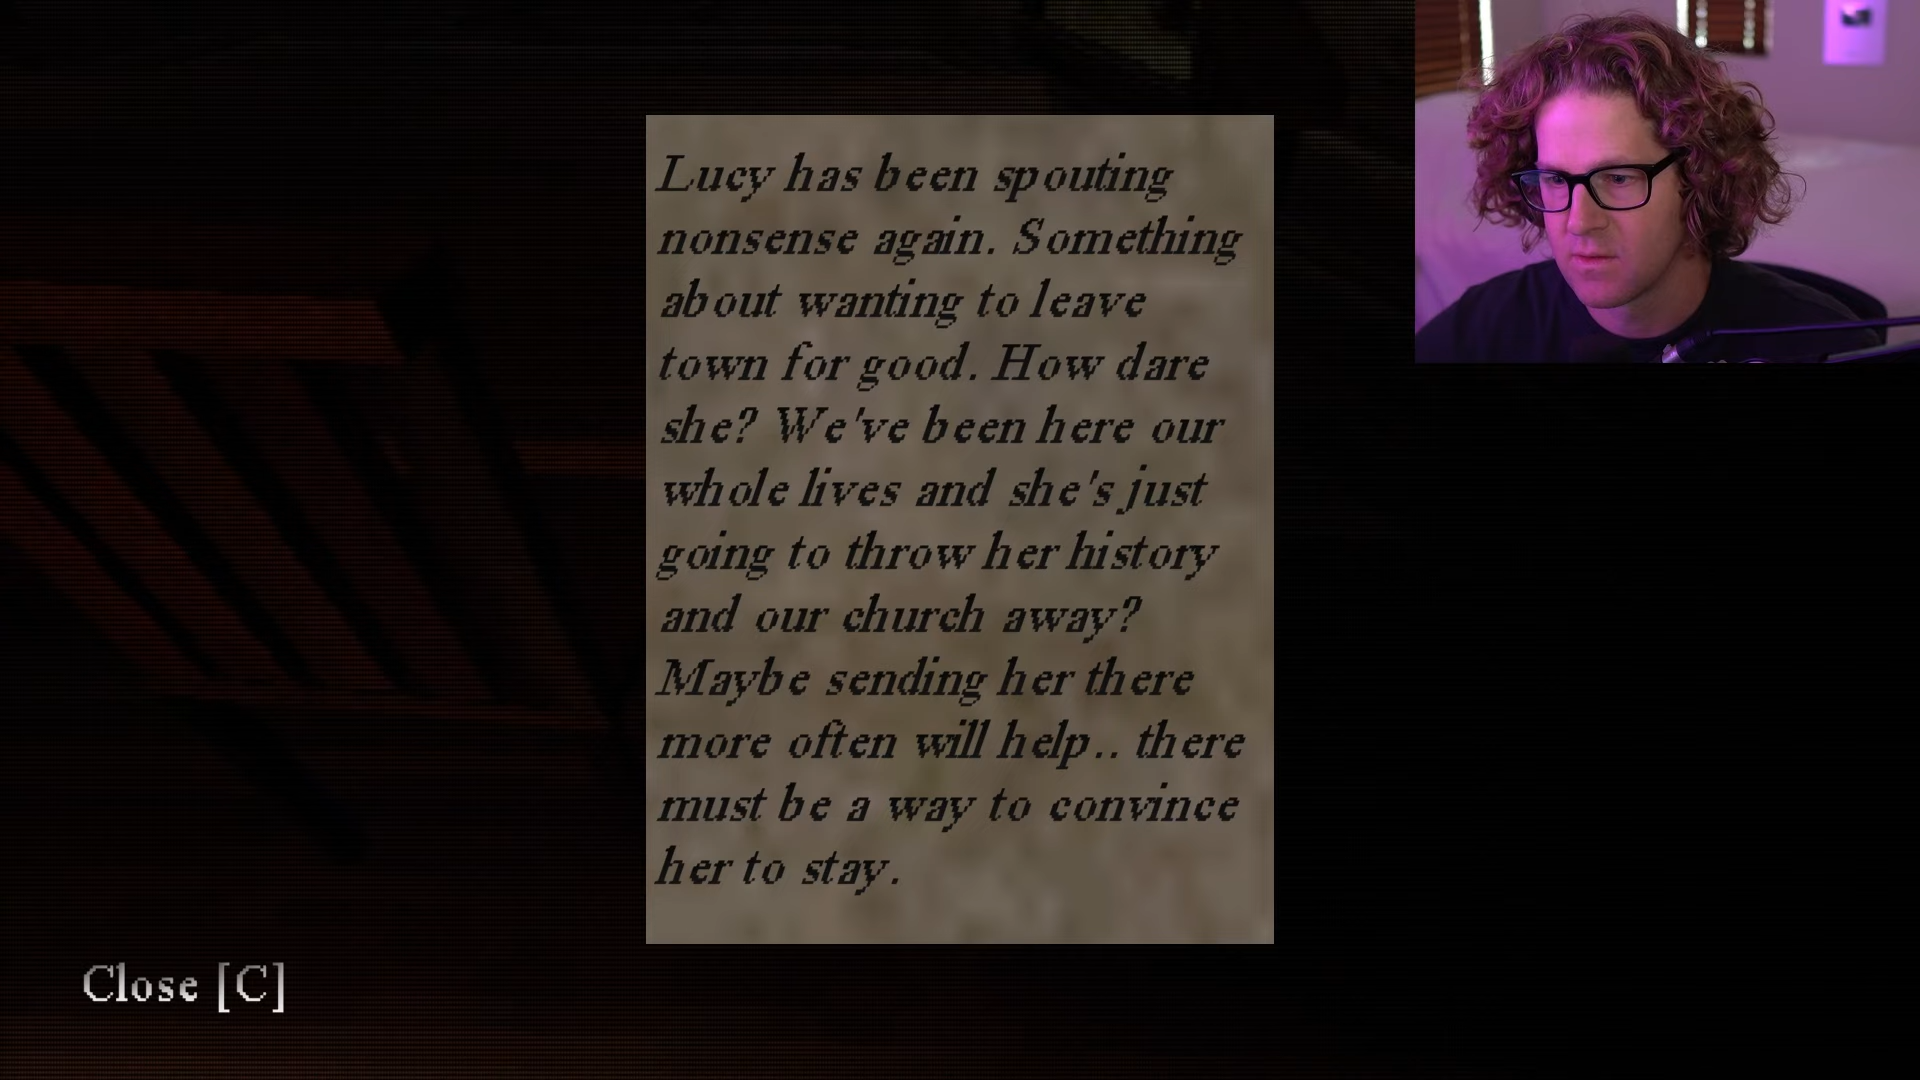 Lucy has been spouting
nonsense again. Something
about wanting to leave
town for good. How dare
she? We've been here our
whole lives and she's just
going to throw her history
and our church away?
Maybe sending her there
more often will help.. there
must be a way to convince
her to stay.
Close [C]